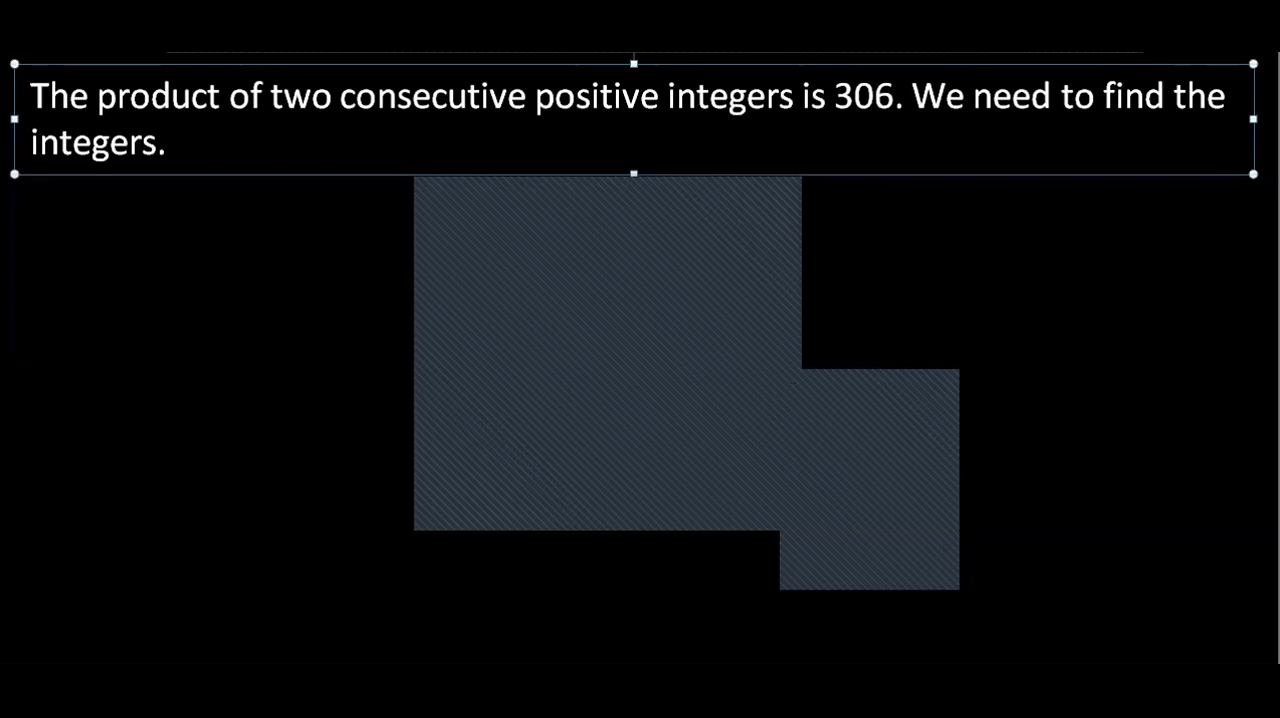 The product of two consecutive positive integers is 306. We need to find the
integers.